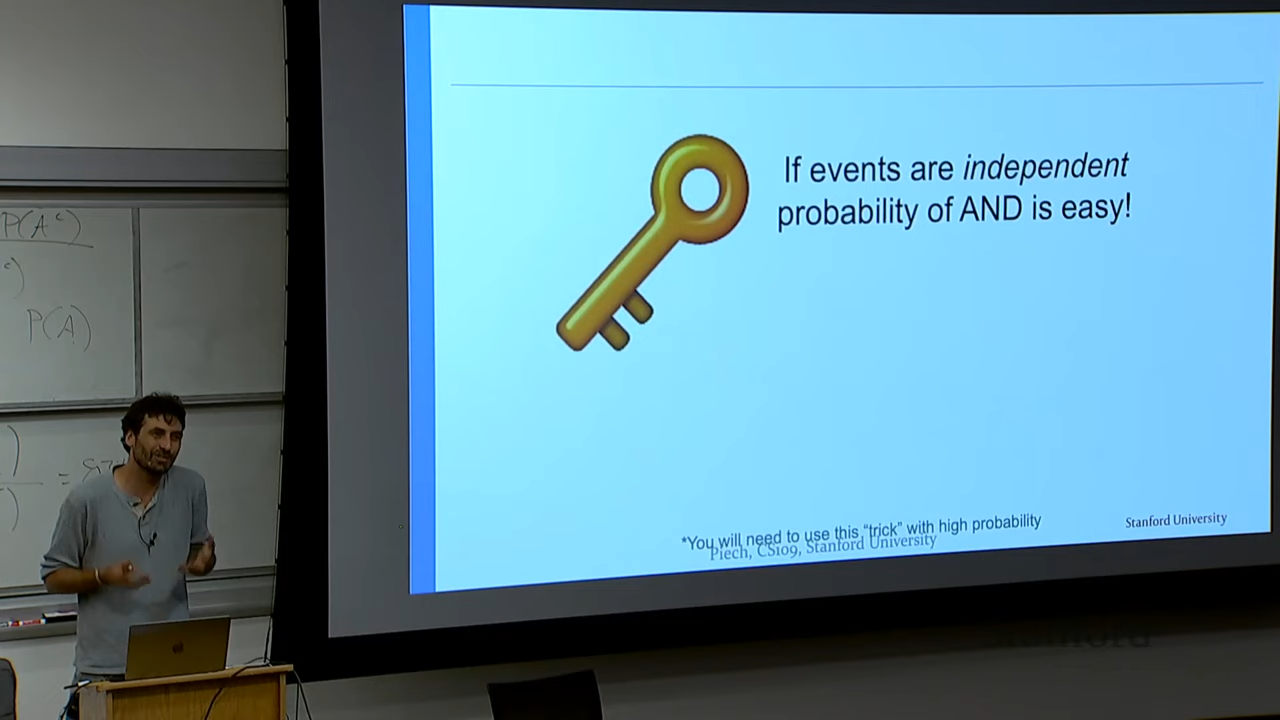 If events are independent
probability of AND is easy!
*You will need to use this "trick" with high probability
Piech, CS109, Stanford University
Stanford University
P(Aᶜ)
P(A)